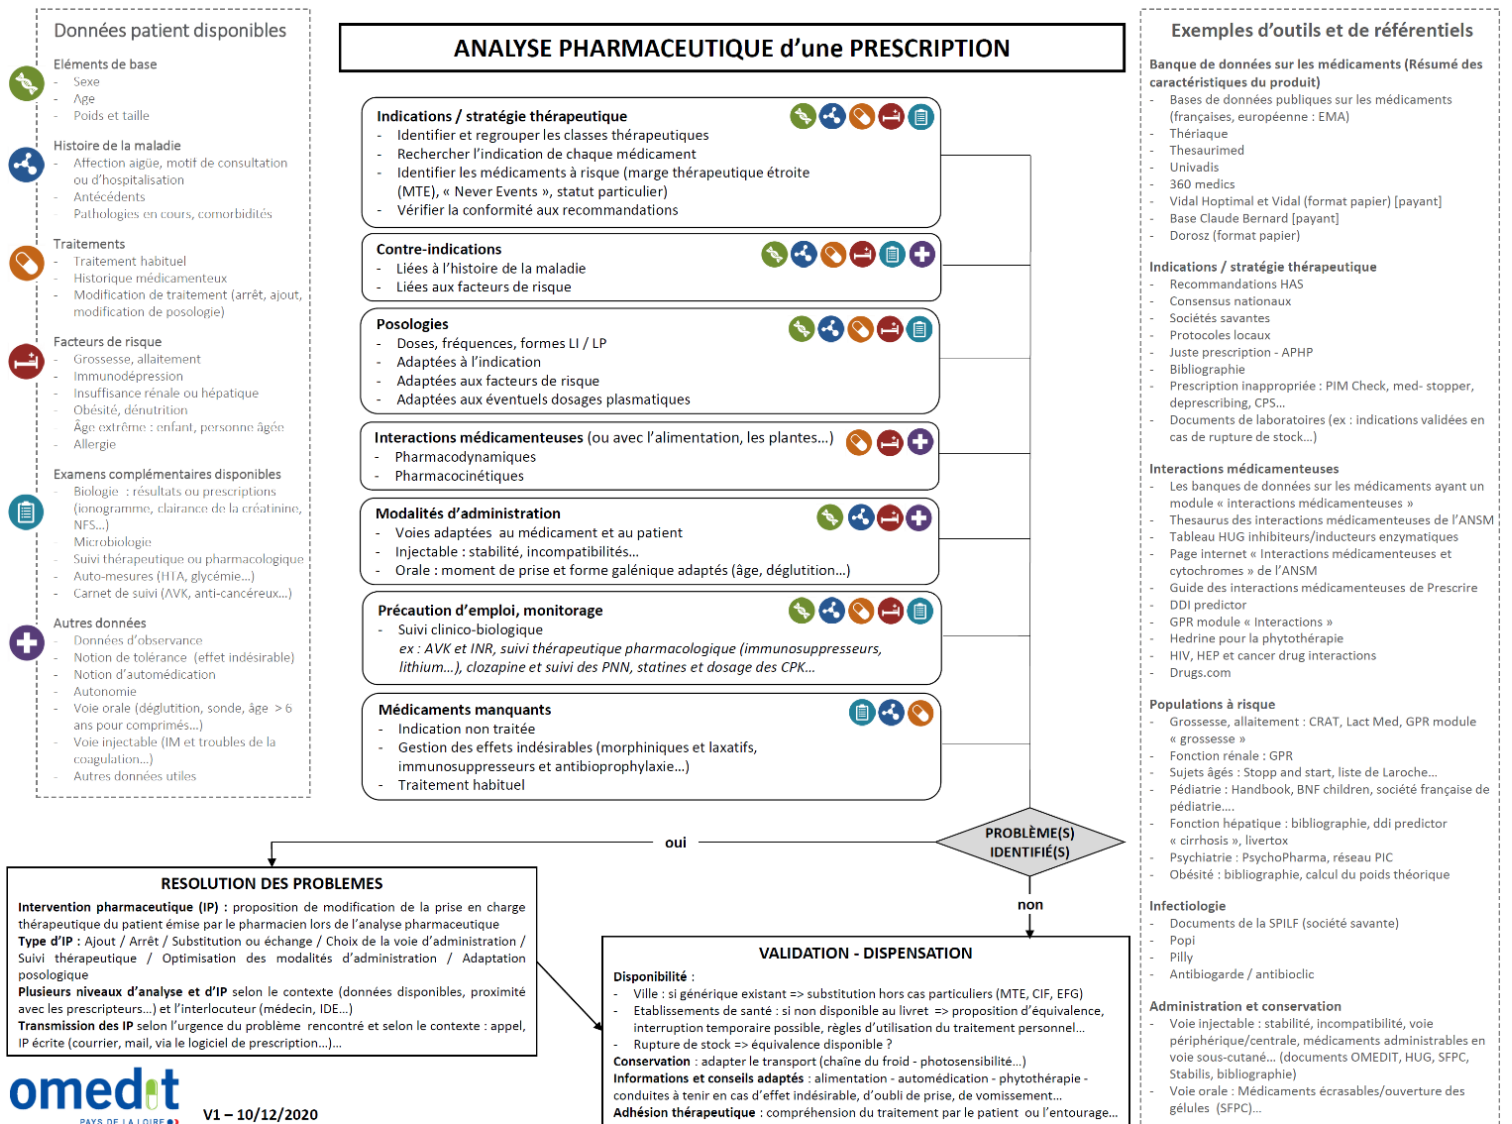 Données patient disponibles
Eléments de base
- Sexe
- Age
- Poids et taille
Histoire de la maladie
- Affection aigüe, motif de consultation
ou d'hospitalisation
- Antécédents
- Pathologies en cours, comorbidités
Traitements
- Traitement habituel
- Historique médicamenteux
- Modification de traitement (arrêt, ajout,
modification de posologie)
Facteurs de risque
- Grossesse, allaitement
- Immunodépression
- Insuffisance rénale ou hépatique
- Obésité, dénutrition
- Âge extrême : enfant, personne âgée
- Allergie
Examens complémentaires disponibles
- Biologie : résultats ou prescriptions
(ionogramme, clairance de la créatinine,
NFS...)
- Microbiologie
- Suivi thérapeutique ou pharmacologique
- Auto-mesures (HTA, glycémie...)
- Carnet de suivi (AVK, anti-cancéreux...)
Autres données
- Données d'observance
- Notion de tolérance (effet indésirable)
- Notion d'automédication
- Autonomie
- Voie orale (déglutition, sonde, âge > 6
ans pour comprimés...)
- Voie injectable (IM et troubles de la
coagulation...)
- Autres données utiles
ANALYSE PHARMACEUTIQUE d'une PRESCRIPTION
Indications / stratégie thérapeutique
- Identifier et regrouper les classes thérapeutiques
- Rechercher l'indication de chaque médicament
- Identifier les médicaments à risque (marge thérapeutique étroite
(MTE), « Never Events », statut particulier)
- Vérifier la conformité aux recommandations
Contre-indications
- Liées à l'histoire de la maladie
- Liées aux facteurs de risque
Posologies
- Doses, fréquences, formes LI / LP
- Adaptées à l'indication
- Adaptées aux facteurs de risque
- Adaptées aux éventuels dosages plasmatiques
Interactions médicamenteuses (ou avec l'alimentation, les plantes...)
- Pharmacodynamiques
- Pharmacocinétiques
Modalités d'administration
- Voies adaptées au médicament et au patient
- Injectable : stabilité, incompatibilités...
- Orale : moment de prise et forme galénique adaptés (âge, déglutition...)
Précaution d'emploi, monitorage
- Suivi clinico-biologique
ex : AVK et INR, suivi thérapeutique pharmacologique (immunosuppresseurs,
lithium...), clozapine et suivi des PNN, statines et dosage des CPK...
Médicaments manquants
- Indication non traitée
- Gestion des effets indésirables (morphiniques et laxatifs,
immunosuppresseurs et antibioprophylaxie...)
- Traitement habituel
PROBLÈME(S)
IDENTIFIÉ(S)
oui
non
RESOLUTION DES PROBLEMES
Intervention pharmaceutique (IP) : proposition de modification de la prise en charge
thérapeutique du patient émise par le pharmacien lors de l'analyse pharmaceutique
Type d'IP : Ajout / Arrêt / Substitution ou échange / Choix de la voie d'administration /
Suivi thérapeutique / Optimisation des modalités d'administration / Adaptation
posologique
Plusieurs niveaux d'analyse et d'IP selon le contexte (données disponibles, proximité
avec les prescripteurs...) et l'interlocuteur (médecin, IDE...)
Transmission des IP selon l'urgence du problème rencontré et selon le contexte : appel,
IP écrite (courrier, mail, via le logiciel de prescription...)...
VALIDATION - DISPENSATION
Disponibilité :
- Ville : si générique existant => substitution hors cas particuliers (MTE, CIF, EFG)
- Etablissements de santé : si non disponible au livret => proposition d'équivalence,
interruption temporaire possible, règles d'utilisation du traitement personnel...
- Rupture de stock => équivalence disponible ?
Conservation : adapter le transport (chaîne du froid - photosensibilité...)
Informations et conseils adaptés : alimentation - automédication - phytothérapie -
conduites à tenir en cas d'effet indésirable, d'oubli de prise, de vomissement...
Adhésion thérapeutique : compréhension du traitement par le patient ou l'entourage...
omedit
PAYS DE LA LOIRE
V1 – 10/12/2020
Exemples d'outils et de référentiels
Banque de données sur les médicaments (Résumé des
caractéristiques du produit)
- Bases de données publiques sur les médicaments
(françaises, européenne : EMA)
- Thériaque
- Thesaurimed
- Univadis
- 360 medics
- Vidal Hoptimal et Vidal (format papier) [payant]
- Base Claude Bernard [payant]
- Dorosz (format papier)
Indications / stratégie thérapeutique
- Recommandations HAS
- Consensus nationaux
- Sociétés savantes
- Protocoles locaux
- Juste prescription - APHP
- Bibliographie
- Prescription inappropriée : PIM Check, med- stopper,
deprescribing, CPS...
- Documents de laboratoires (ex : indications validées en
cas de rupture de stock...)
Interactions médicamenteuses
- Les banques de données sur les médicaments ayant un
module « interactions médicamenteuses »
- Thesaurus des interactions médicamenteuses de l'ANSM
- Tableau HUG inhibiteurs/inducteurs enzymatiques
- Page internet « Interactions médicamenteuses et
cytochromes » de l'ANSM
- Guide des interactions médicamenteuses de Prescrire
- DDI predictor
- GPR module « Interactions »
- Hedrine pour la phytothérapie
- HIV, HEP et cancer drug interactions
- Drugs.com
Populations à risque
- Grossesse, allaitement : CRAT, Lact Med, GPR module
« grossesse »
- Fonction rénale : GPR
- Sujets âgés : Stopp and start, liste de Laroche...
- Pédiatrie : Handbook, BNF children, société française de
pédiatrie....
- Fonction hépatique : bibliographie, ddi predictor
« cirrhosis », livertox
- Psychiatrie : PsychoPharma, réseau PIC
- Obésité : bibliographie, calcul du poids théorique
Infectiologie
- Documents de la SPILF (société savante)
- Popi
- Pilly
- Antibiogarde / antibioclic
Administration et conservation
- Voie injectable : stabilité, incompatibilité, voie
périphérique/centrale, médicaments administrables en
voie sous-cutané... (documents OMEDIT, HUG, SFPC,
Stabilis, bibliographie)
- Voie orale : Médicaments écrasables/ouverture des
gélules (SFPC)...